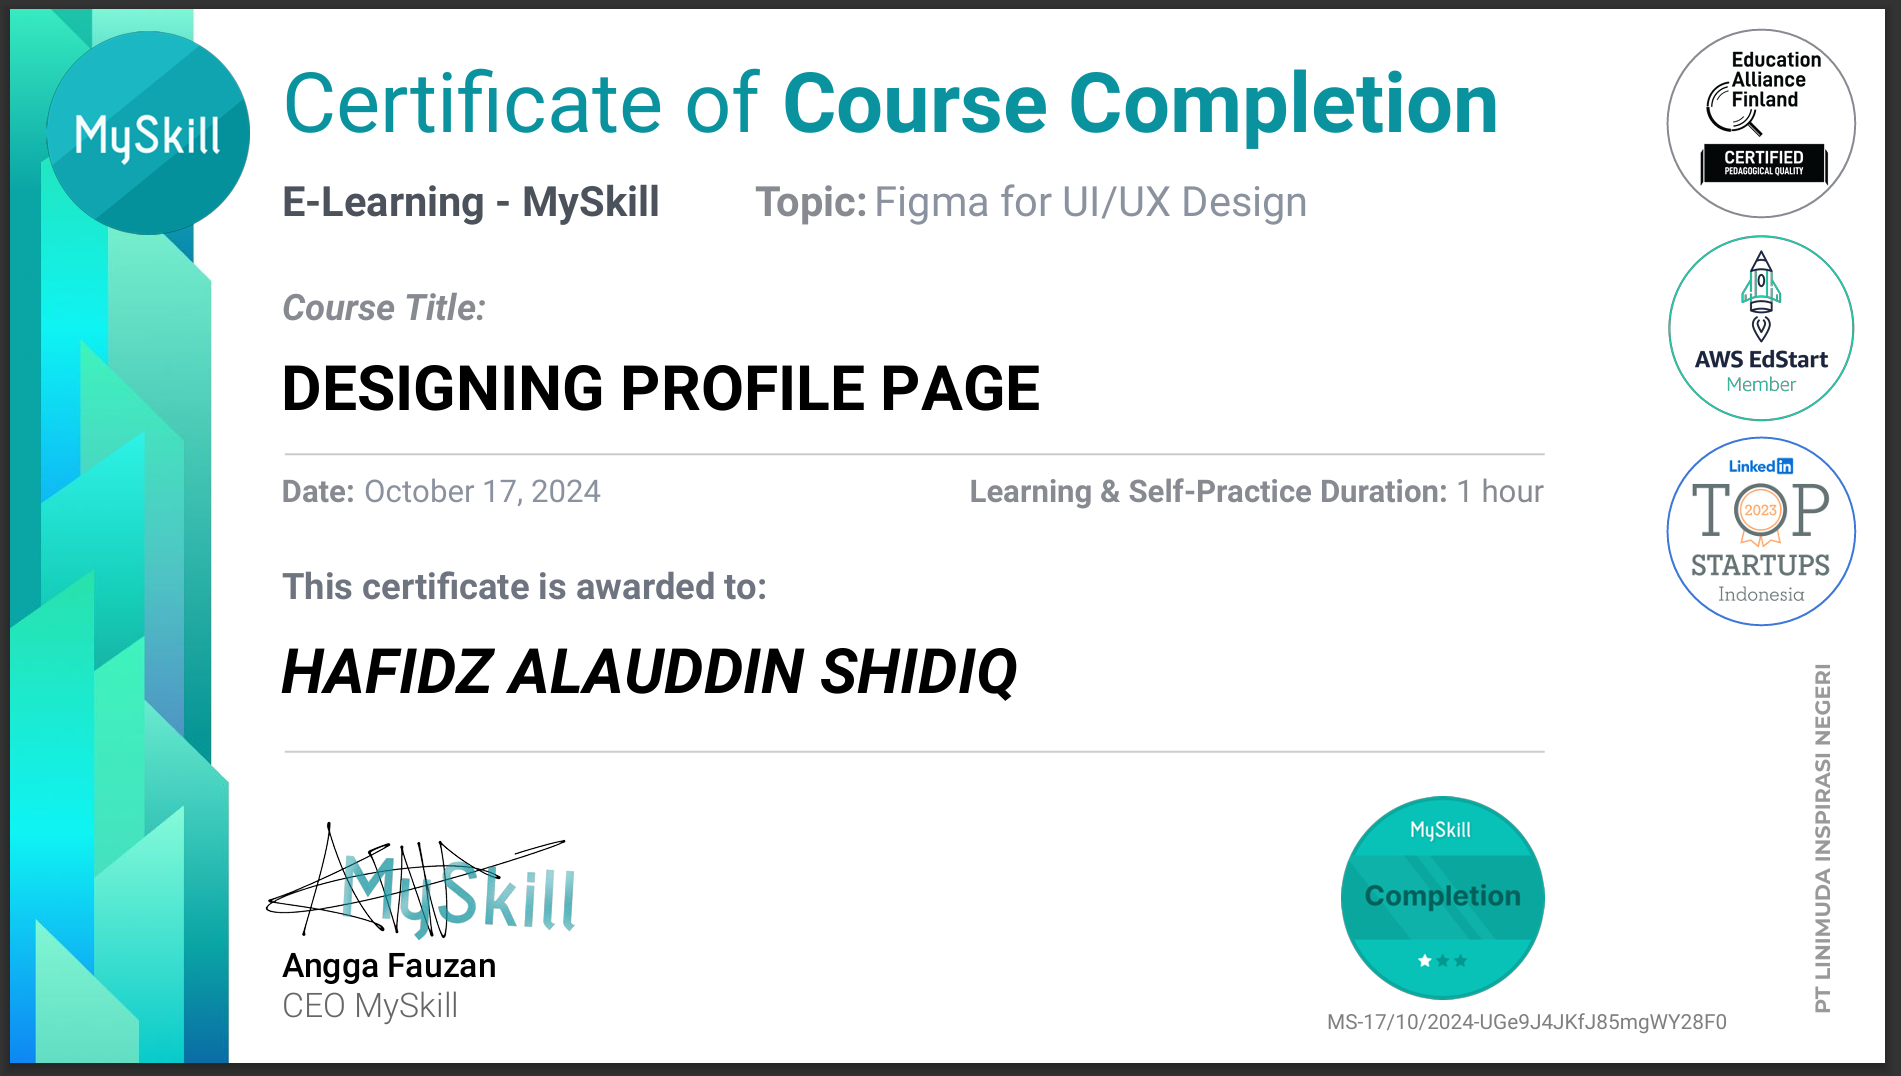 MySkill
Certificate of Course Completion
E-Learning - MySkill
Topic: Figma for UI/UX Design
Course Title:
DESIGNING PROFILE PAGE
Date: October 17, 2024
Learning & Self-Practice Duration: 1 hour
This certificate is awarded to:
HAFIDZ ALAUDDIN SHIDIQ
MySkill
Angga Fauzan
CEO MySkill
MySkill
Completion
MS-17/10/2024-UGe9J4JKfJ85mgWY28F0
Education
Alliance
Finland
CERTIFIED
PEDAGOGICAL QUALITY
AWS EdStart
Member
Linked in
TOP
2023
STARTUPS
Indonesia
PT LINIMUDA INSPIRASI NEGERI